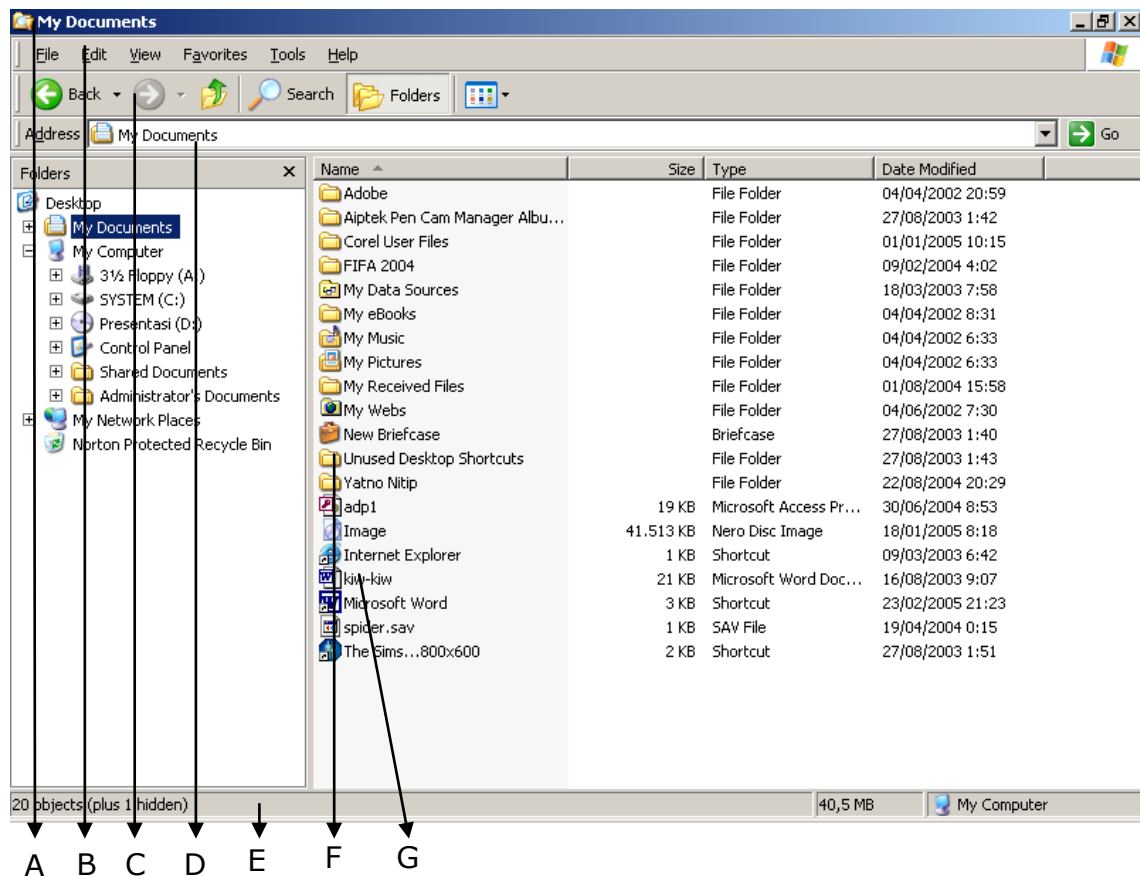 My Documents
File Edit View Favorites Tools Help
Back Search Folders
Address My Documents Go
Folders
Desktop
My Documents
My Computer
3½ Floppy (A:)
SYSTEM (C:)
Presentasi (D:)
Control Panel
Shared Documents
Administrator's Documents
My Network Places
Norton Protected Recycle Bin
Name Size Type Date Modified
Adobe File Folder 04/04/2002 20:59
Aiptek Pen Cam Manager Albu... File Folder 27/08/2003 1:42
Corel User Files File Folder 01/01/2005 10:15
FIFA 2004 File Folder 09/02/2004 4:02
My Data Sources File Folder 18/03/2003 7:58
My eBooks File Folder 04/04/2002 8:31
My Music File Folder 04/04/2002 6:33
My Pictures File Folder 04/04/2002 6:33
My Received Files File Folder 01/08/2004 15:58
My Webs File Folder 04/06/2002 7:30
New Briefcase Briefcase 27/08/2003 1:40
Unused Desktop Shortcuts File Folder 27/08/2003 1:43
Yatno Nitip File Folder 22/08/2004 20:29
adp1 19 KB Microsoft Access Pr... 30/06/2004 8:53
Image 41.513 KB Nero Disc Image 18/01/2005 8:18
Internet Explorer 1 KB Shortcut 09/03/2003 6:42
kiw-kiw 21 KB Microsoft Word Doc... 16/08/2003 9:07
Microsoft Word 3 KB Shortcut 23/02/2005 21:23
spider.sav 1 KB SAV File 19/04/2004 0:15
The Sims...800x600 2 KB Shortcut 27/08/2003 1:51
20 objects (plus 1 hidden) 40,5 MB My Computer
A B C D E F G